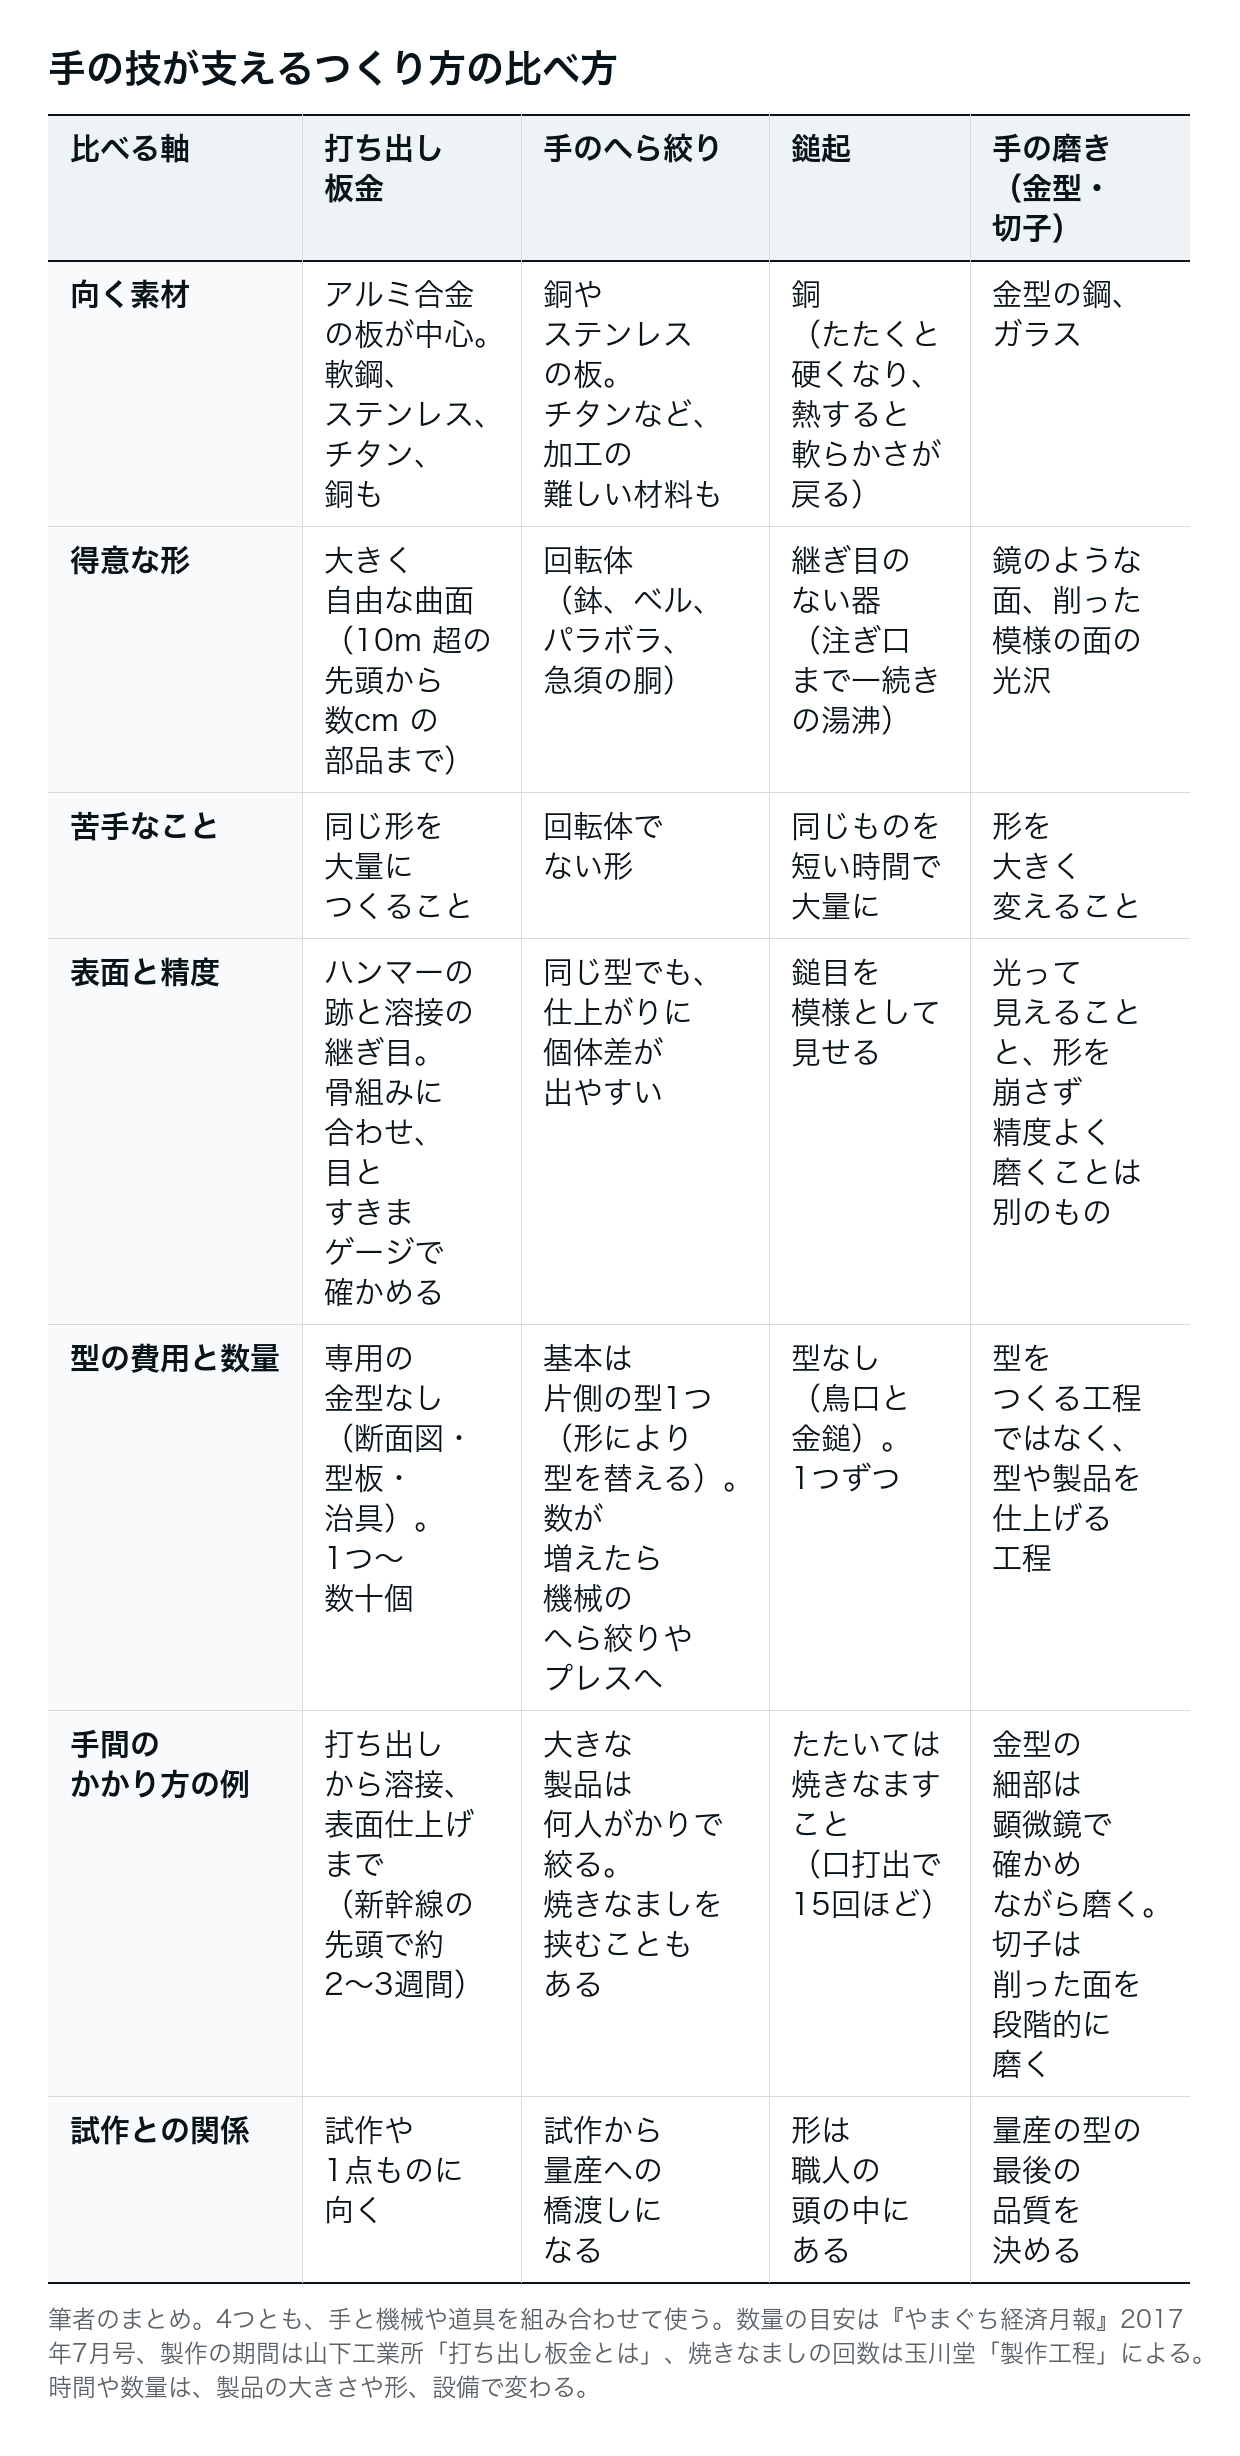 手の技が支えるつくり方の比べ方
比べる軸
打ち出し
板金
手のへら絞り
鎚起
手の磨き
（金型・
切子）
向く素材
アルミ合金
の板が中心。
軟鋼、
ステンレス、
チタン、
銅も
銅や
ステンレス
の板。
チタンなど、
加工の
難しい材料も
銅
（たたくと
硬くなり、
熱すると
軟らかさが
戻る）
金型の鋼、
ガラス
得意な形
大きく
自由な曲面
（10m 超の
先頭から
数cm の
部品まで）
回転体
（鉢、ベル、
パラボラ、
急須の胴）
継ぎ目の
ない器
（注ぎ口
まで一続き
の湯沸）
鏡のような
面、削った
模様の面の
光沢
苦手なこと
同じ形を
大量に
つくること
回転体で
ない形
同じものを
短い時間で
大量に
形を
大きく
変えること
表面と精度
ハンマーの
跡と溶接の
継ぎ目。
骨組みに
合わせ、
目と
すきま
ゲージで
確かめる
同じ型でも、
仕上がりに
個体差が
出やすい
鎚目を
模様として
見せる
光って
見えること
と、形を
崩さず
精度よく
磨くことは
別のもの
型の費用と数量
専用の
金型なし
（断面図・
型板・
治具）。
1つ〜
数十個
基本は
片側の型1つ
（形により
型を替える）。
数が
増えたら
機械の
へら絞りや
プレスへ
型なし
（鳥口と
金鎚）。
1つずつ
型を
つくる工程
ではなく、
型や製品を
仕上げる
工程
手間の
かかり方の例
打ち出し
から溶接、
表面仕上げ
まで
（新幹線の
先頭で約
2〜3週間）
大きな
製品は
何人がかりで
絞る。
焼きなましを
挟むことも
ある
たたいては
焼きなます
こと
（口打出で
15回ほど）
金型の
細部は
顕微鏡で
確かめ
ながら磨く。
切子は
削った面を
段階的に
磨く
試作との関係
試作や
1点ものに
向く
試作から
量産への
橋渡しに
なる
形は
職人の
頭の中に
ある
量産の型の
最後の
品質を
決める
筆者のまとめ。4つとも、手と機械や道具を組み合わせて使う。数量の目安は『やまぐち経済月報』2017
年7月号、製作の期間は山下工業所「打ち出し板金とは」、焼きなましの回数は玉川堂「製作工程」による。
時間や数量は、製品の大きさや形、設備で変わる。